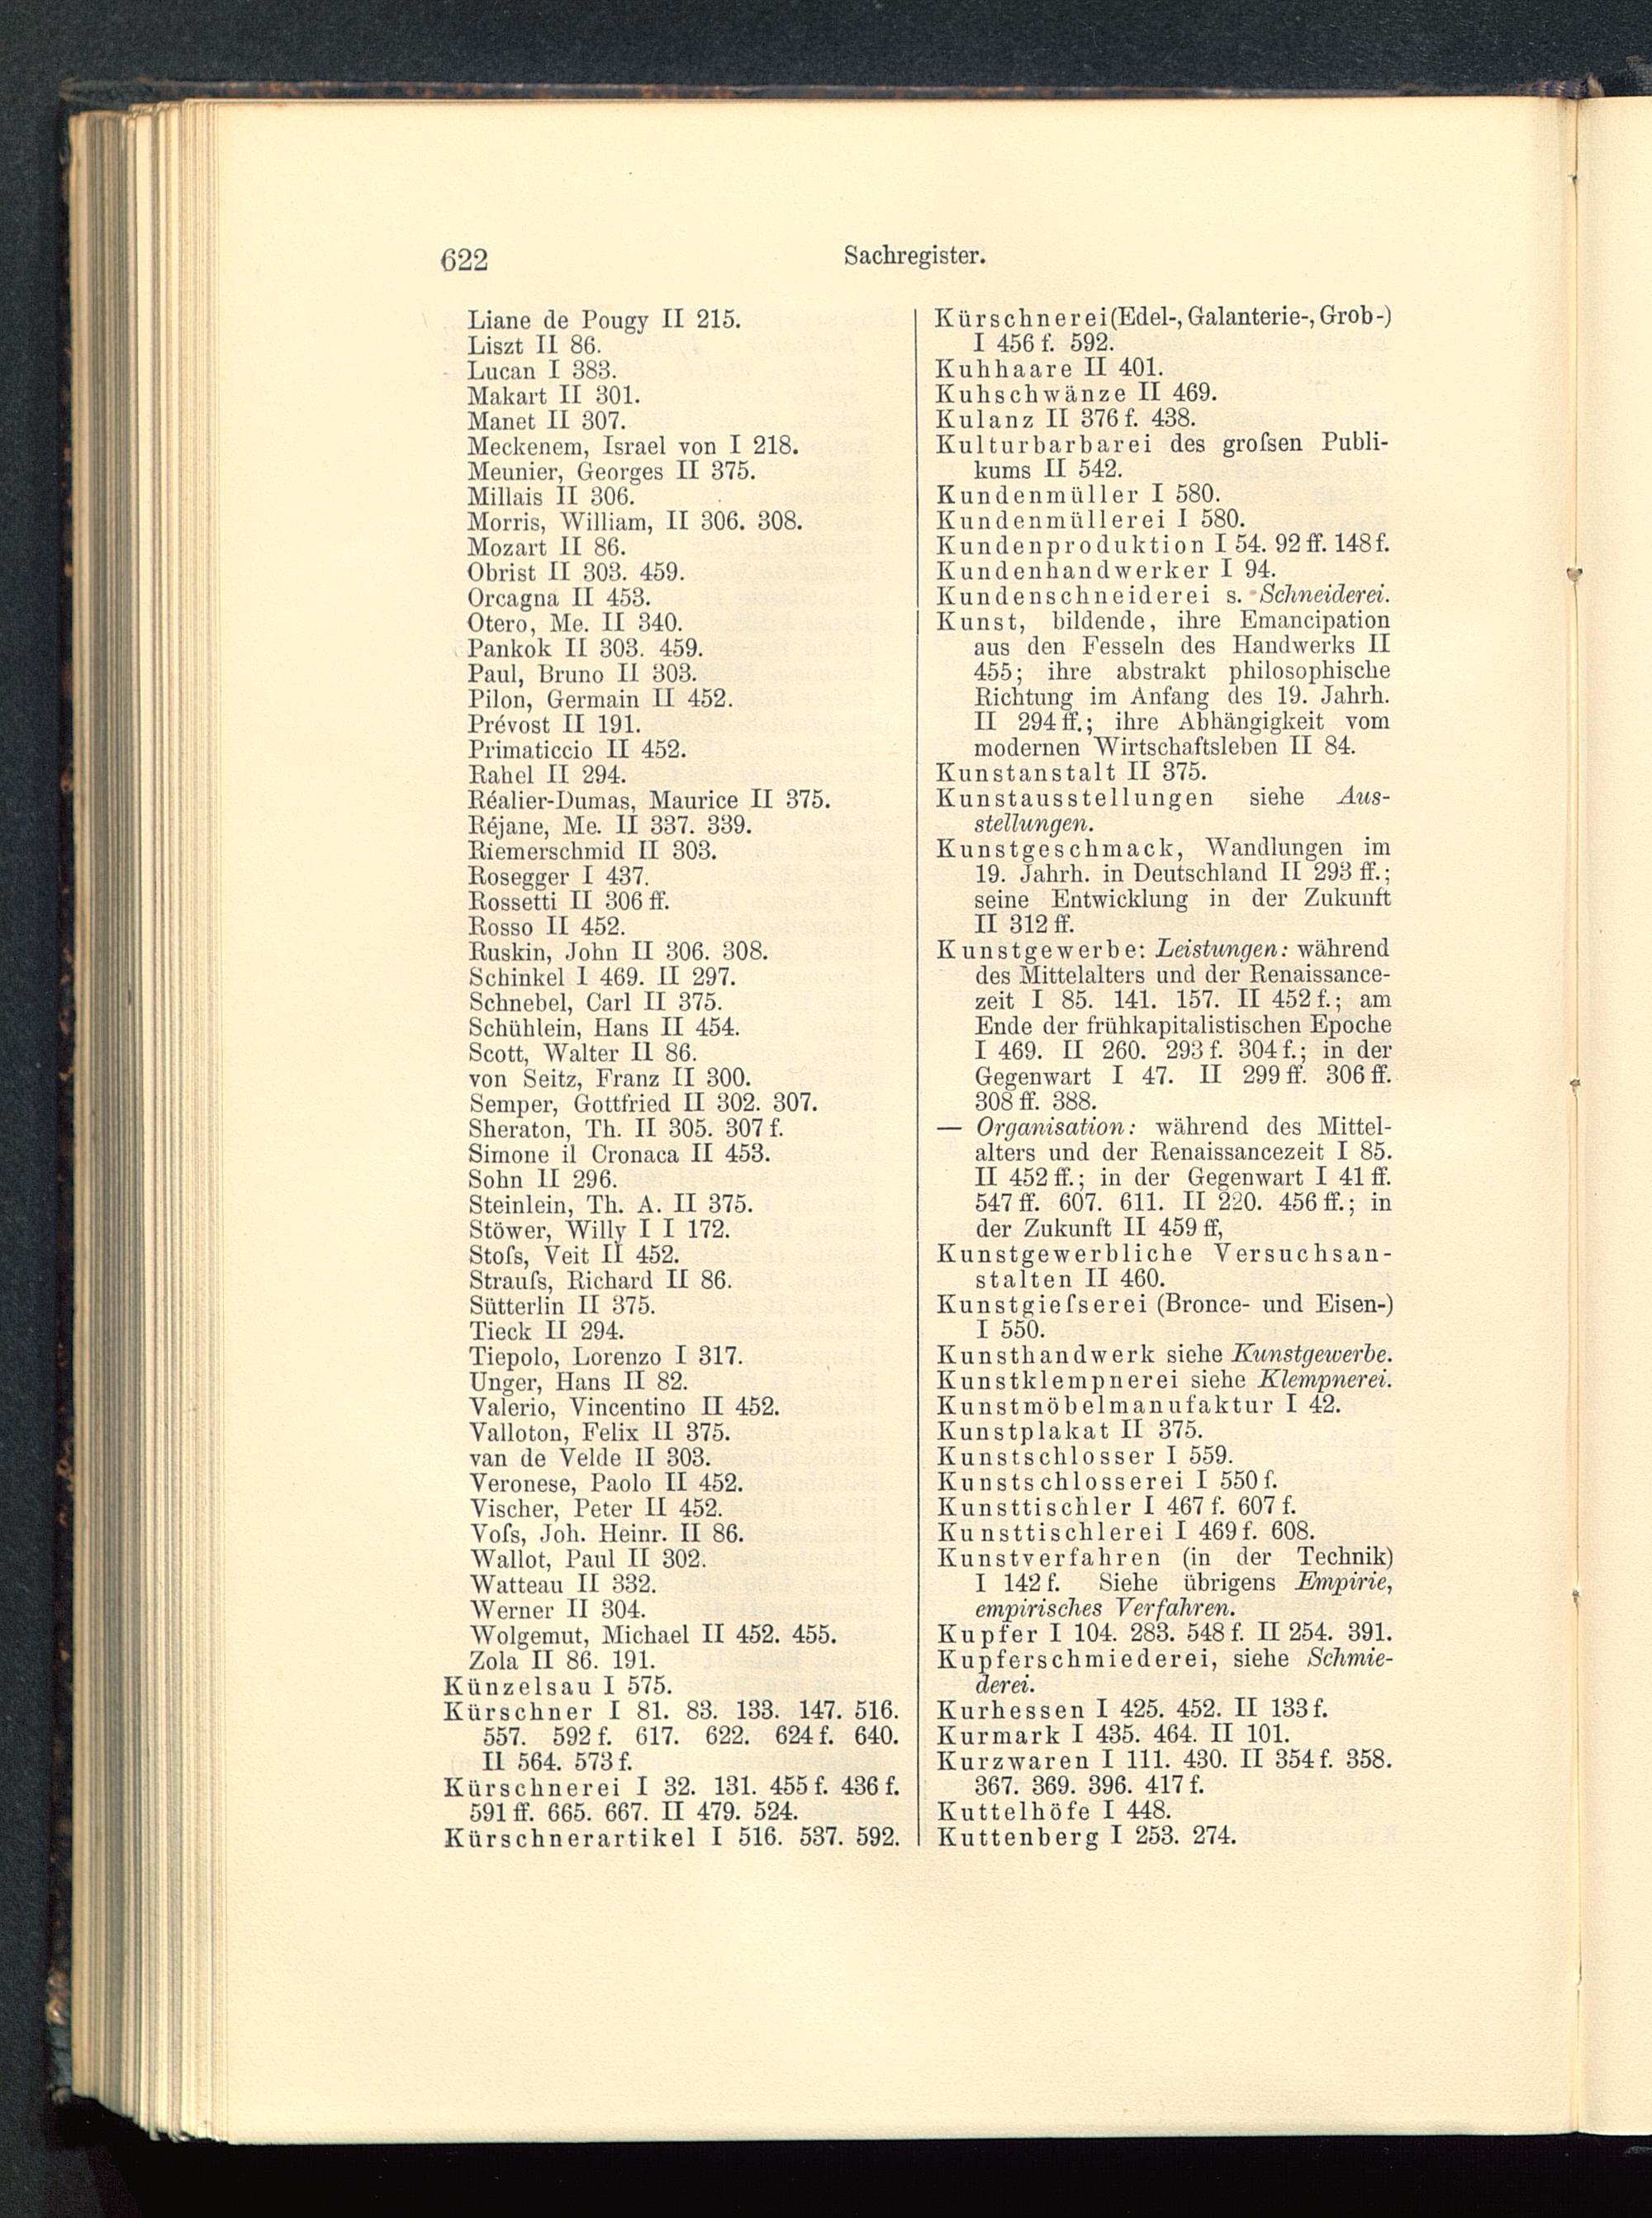 622
Sachregister.
Liane de Pougy II 215.
Liszt II 86.
Lucan I 383.
Makart II 301.
Manet II 307.
Meckenem, Israel von I 218.
Meunier, Georges II 375.
Millais II 306.
Morris, William, II 306. 308.
Mozart II 86.
Obrist II 303. 459.
Orcagna II 453.
Otero, Me. II 340.
Pankok II 303. 459.
Paul, Bruno II 303.
Pilon, Germain II 452.
Prévost II 191.
Primaticcio II 452.
Rahel II 294.
Réalier-Dumas, Maurice II 375.
Réjane, Me. II 337. 339.
Riemerschmid II 303.
Rosegger I 437.
Rossetti II 306 ff.
Rosso II 452.
Ruskin, John II 306. 308.
Schinkel I 469. II 297.
Schnebel, Carl II 375.
Schühlein, Hans II 454.
Scott, Walter II 86.
von Seitz, Franz II 300.
Semper, Gottfried II 302. 307.
Sheraton, Th. II 305. 307 f.
Simone il Cronaca II 453.
Sohn II 296.
Steinlein, Th. A. II 375.
Stöwer, Willy I I 172.
Stoſs, Veit II 452.
Strauſs, Richard II 86.
Sütterlin II 375.
Tieck II 294.
Tiepolo, Lorenzo I 317.
Unger, Hans II 82.
Valerio, Vincentino II 452.
Valloton, Felix II 375.
van de Velde II 303.
Veronese, Paolo II 452.
Vischer, Peter II 452.
Voſs, Joh. Heinr. II 86.
Wallot, Paul II 302.
Watteau II 332.
Werner II 304.
Wolgemut, Michael II 452. 455.
Zola II 86. 191.
Künzelsau I 575.
Kürschner I 81. 83. 133. 147. 516.
557. 592 f. 617. 622. 624 f. 640.
II 564. 573 f.
Kürschnerei I 32. 131. 455 f. 436 f.
591 ff. 665. 667. II 479. 524.
Kürschnerartikel I 516. 537. 592.
Kürschnerei (Edel-, Galanterie-, Grob-)
I 456 f. 592.
Kuhhaare II 401.
Kuhschwänze II 469.
Kulanz II 376 f. 438.
Kulturbarbarei des groſsen Publi-
kums II 542.
Kundenmüller I 580.
Kundenmüllerei I 580.
Kundenproduktion I 54. 92 ff. 148 f.
Kundenhandwerker I 94.
Kundenschneiderei s. Schneiderei.
Kunst, bildende, ihre Emancipation
aus den Fesseln des Handwerks II
455; ihre abstrakt philosophische
Richtung im Anfang des 19. Jahrh.
II 294 ff.; ihre Abhängigkeit vom
modernen Wirtschaftsleben II 84.
Kunstanstalt II 375.
Kunstausstellungen siehe Aus-
stellungen.
Kunstgeschmack, Wandlungen im
19. Jahrh. in Deutschland II 293 ff.;
seine Entwicklung in der Zukunft
II 312 ff.
Kunstgewerbe: Leistungen: während
des Mittelalters und der Renaissance-
zeit I 85. 141. 157. II 452 f.; am
Ende der frühkapitalistischen Epoche
I 469. II 260. 293 f. 304 f.; in der
Gegenwart I 47. II 299 ff. 306 ff.
308 ff. 388.
— Organisation: während des Mittel-
alters und der Renaissancezeit I 85.
II 452 ff.; in der Gegenwart I 41 ff.
547 ff. 607. 611. II 220. 456 ff.; in
der Zukunft II 459 ff,
Kunstgewerbliche Versuchsan-
stalten II 460.
Kunstgieſserei (Bronce- und Eisen-)
I 550.
Kunsthandwerk siehe Kunstgewerbe.
Kunstklempnerei siehe Klempnerei.
Kunstmöbelmanufaktur I 42.
Kunstplakat II 375.
Kunstschlosser I 559.
Kunstschlosserei I 550 f.
Kunsttischler I 467 f. 607 f.
Kunsttischlerei I 469 f. 608.
Kunstverfahren (in der Technik)
I 142 f. Siehe übrigens Empirie,
empirisches Verfahren.
Kupfer I 104. 283. 548 f. II 254. 391.
Kupferschmiederei, siehe Schmie-
derei.
Kurhessen I 425. 452. II 133 f.
Kurmark I 435. 464. II 101.
Kurzwaren I 111. 430. II 354 f. 358.
367. 369. 396. 417 f.
Kuttelhöfe I 448.
Kuttenberg I 253. 274.